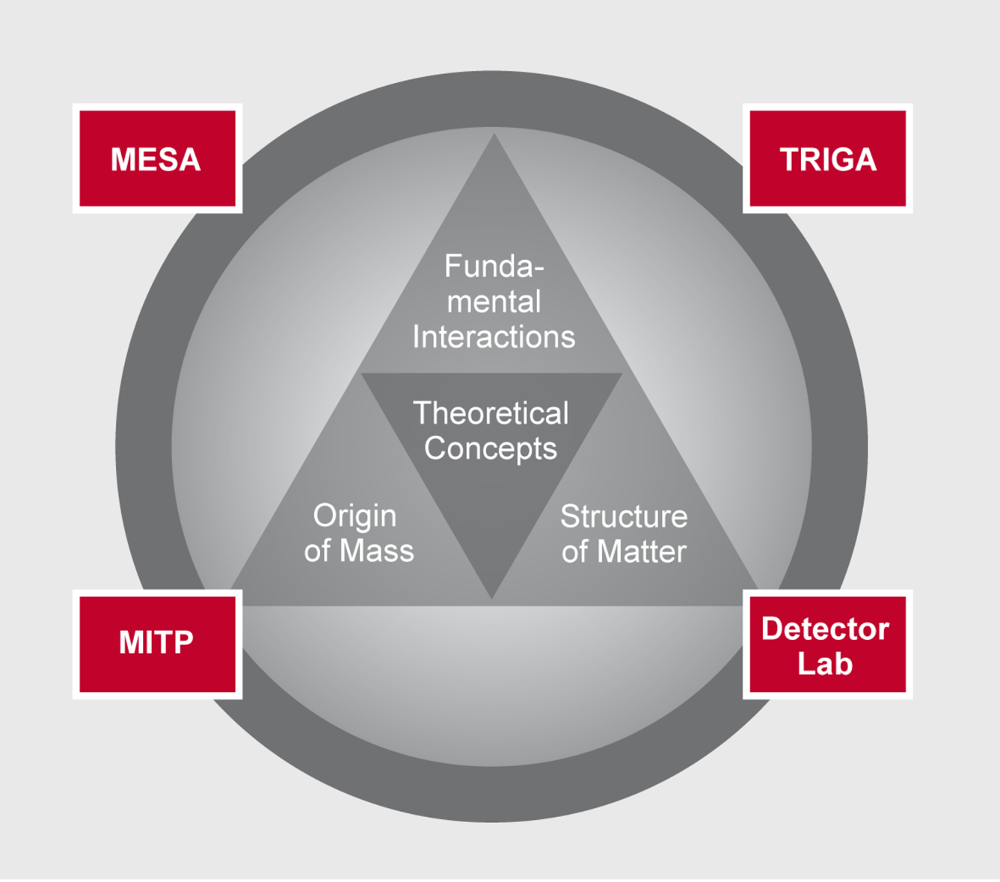 MESA
TRIGA
Funda-
mental
Interactions
Theoretical
Concepts
Origin
of Mass
Structure
of Matter
MITP
Detector
Lab